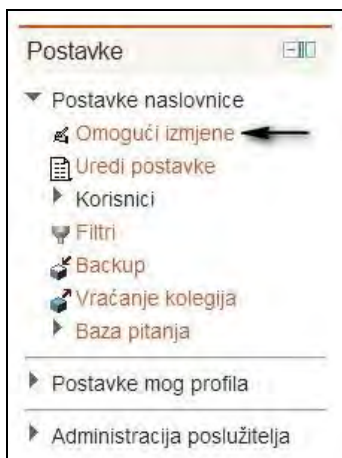 Postavke
Postavke naslovnice
Omogući izmjene
Uredi postavke
Korisnici
Filtri
Backup
Vraćanje kolegija
Baza pitanja
Postavke mog profila
Administracija poslužitelja